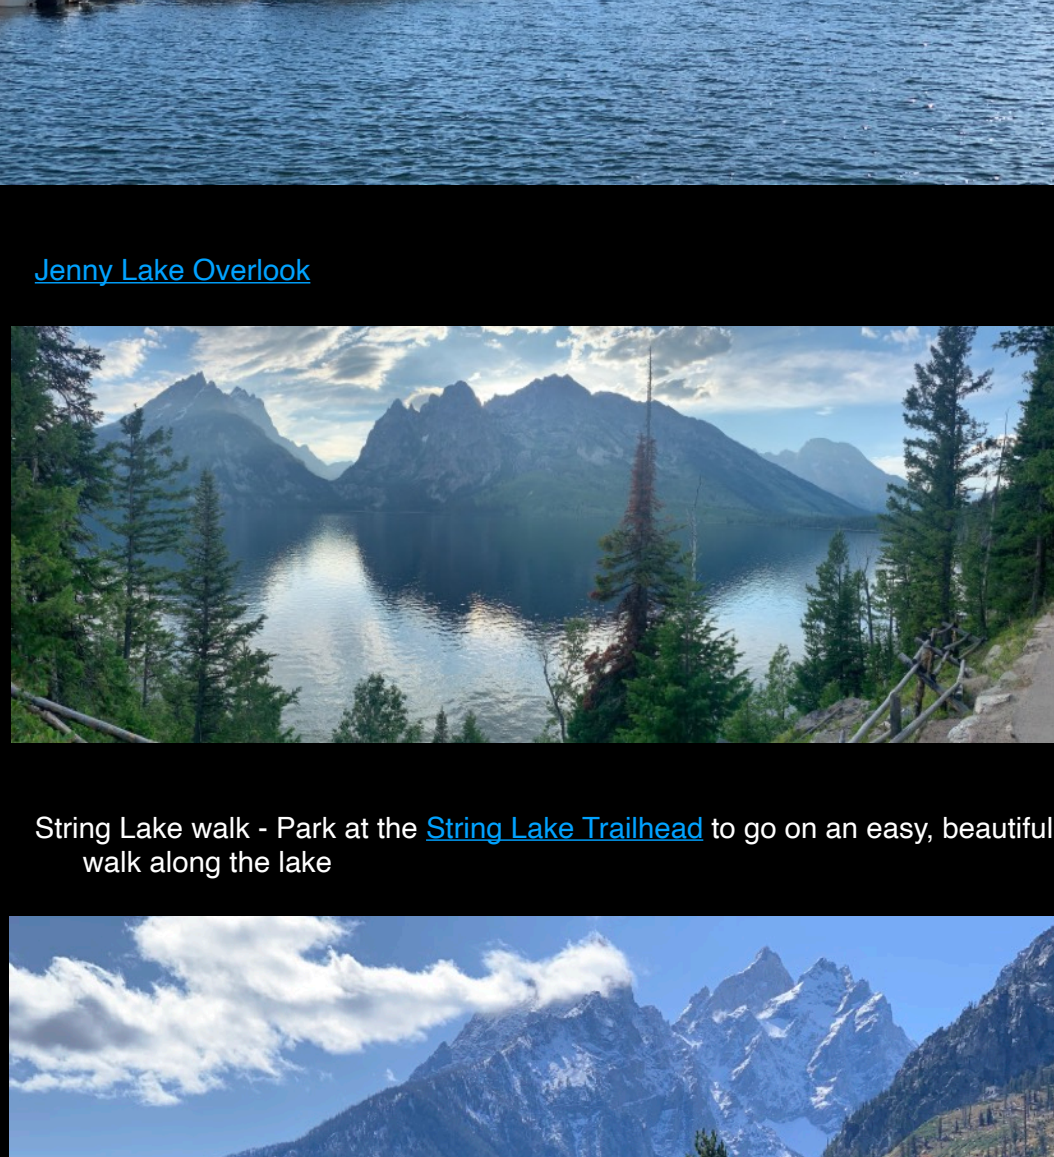 Jenny Lake Overlook
String Lake walk - Park at the String Lake Trailhead to go on an easy, beautiful
walk along the lake